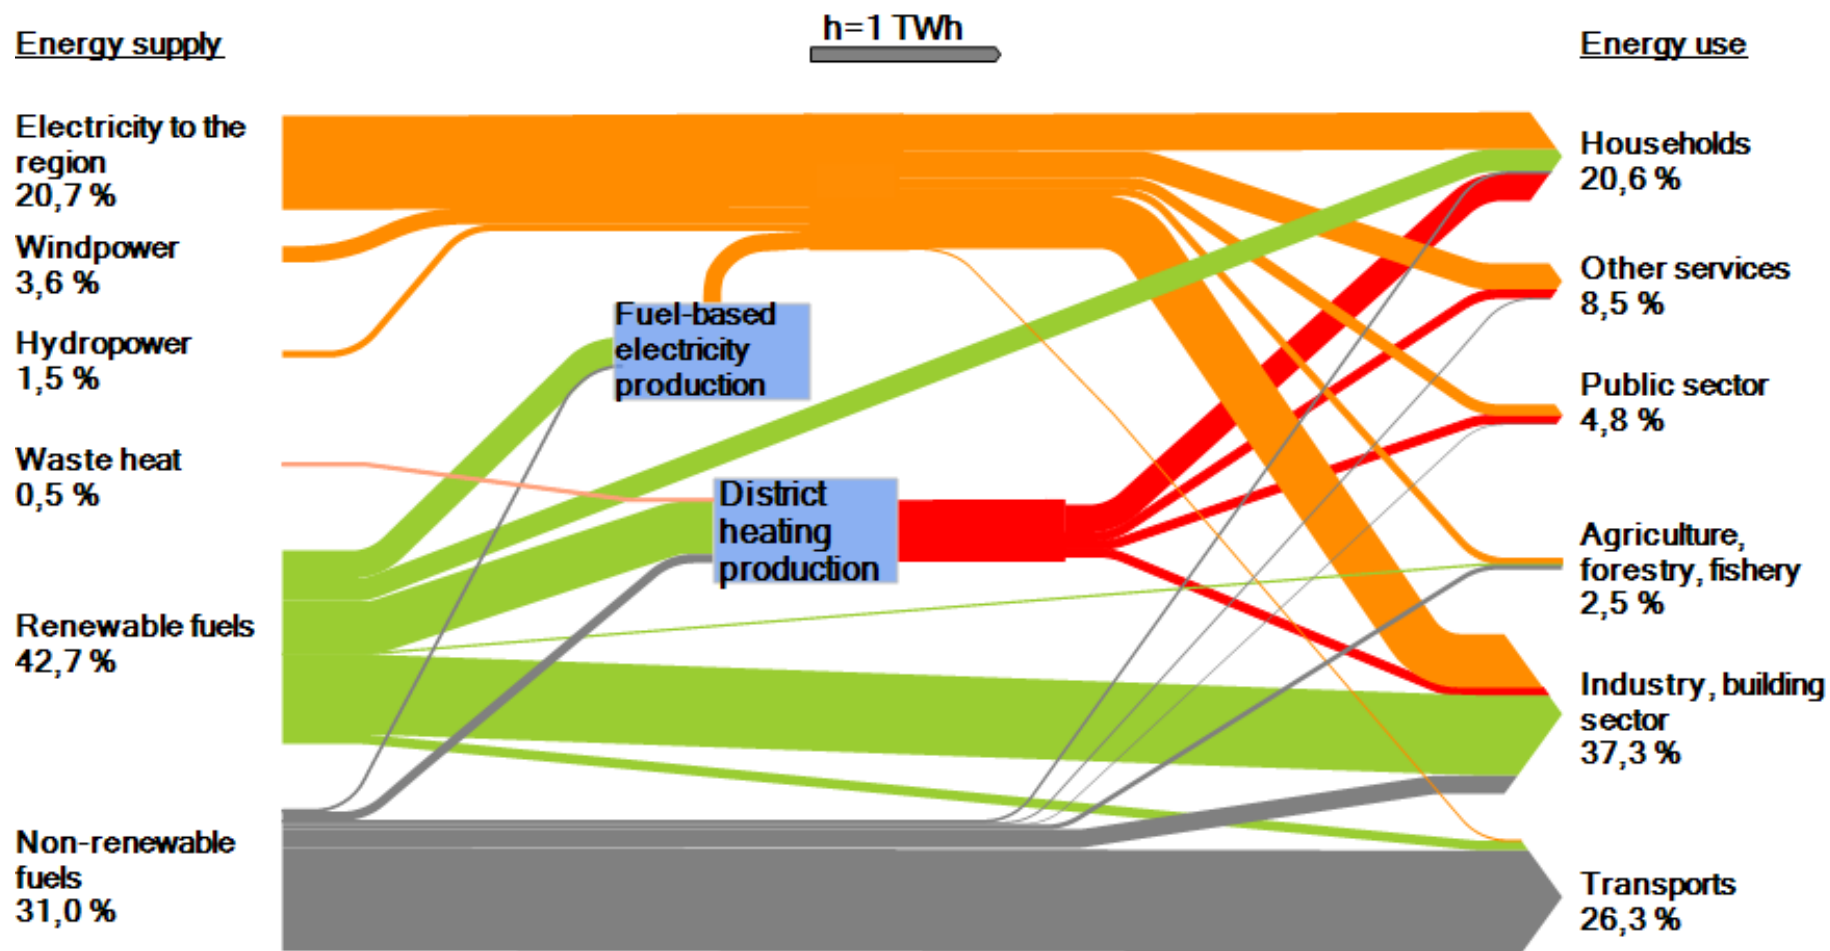 h=1 TWh
Energy supply
Energy use
Electricity to the
region
20,7 %
Windpower
3,6 %
Hydropower
1,5 %
Waste heat
0,5 %
Renewable fuels
42,7 %
Non-renewable
fuels
31,0 %
Fuel-based
electricity
production
District
heating
production
Households
20,6 %
Other services
8,5 %
Public sector
4,8 %
Agriculture,
forestry, fishery
2,5 %
Industry, building
sector
37,3 %
Transports
26,3 %